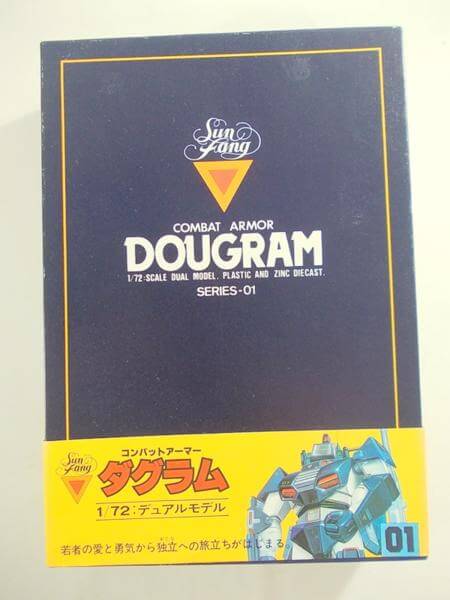 Sun
Fang
COMBAT ARMOR
DOUGRAM
1/72:SCALE DUAL MODEL. PLASTIC AND ZINC DIECAST.
SERIES-01
Sun
Fang
コンバットアーマー
ダグラム
1/72:デュアルモデル
01
若者の愛と勇気から独立への旅立ちがはじまる。